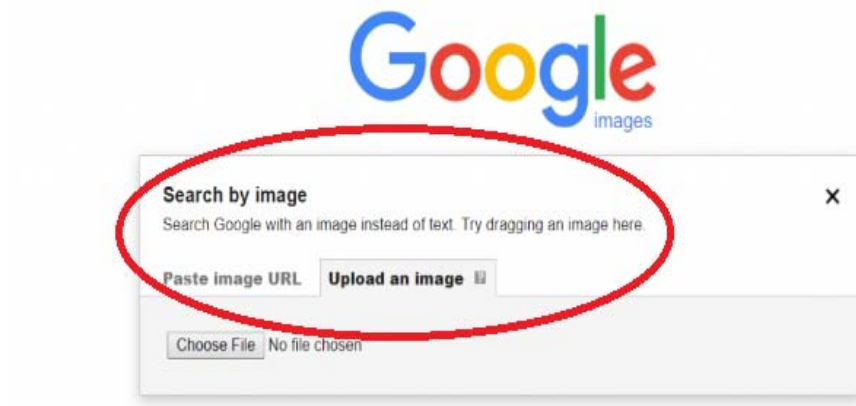 Google
images
Search by image
Search Google with an image instead of text. Try dragging an image here.
Paste image URL Upload an image
Choose File No file chosen